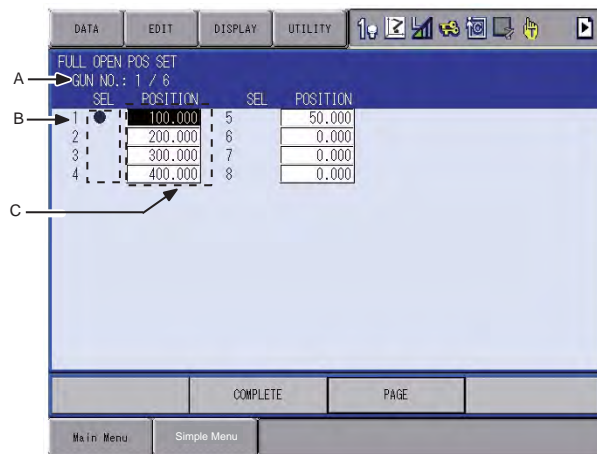 DATA EDIT DISPLAY UTILITY
FULL OPEN POS SET
A GUN NO.: 1 / 6
SEL POSITION SEL POSITION
B 1 100.000 5 50.000
2 200.000 6 0.000
3 300.000 7 0.000
4 400.000 8 0.000
C
COMPLETE PAGE
Main Menu Simple Menu